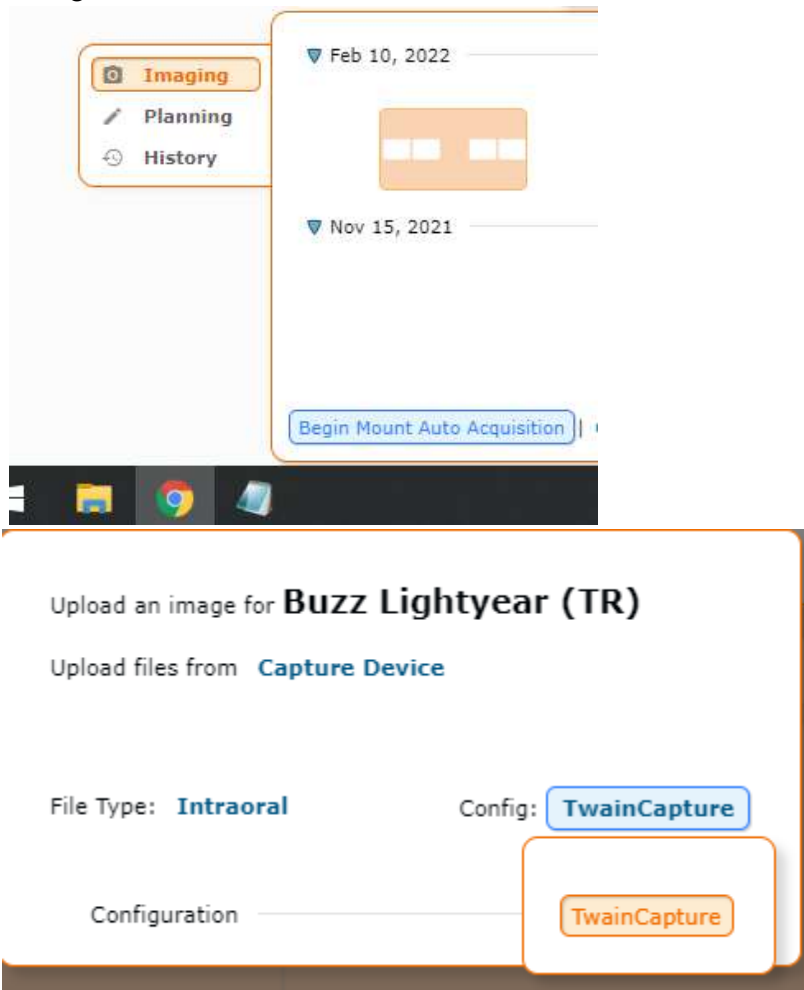 Feb 10, 2022
Imaging
Planning
History
Nov 15, 2021
Begin Mount Auto Acquisition |
Upload an image for Buzz Lightyear (TR)
Upload files from Capture Device
File Type: Intraoral Config: TwainCapture
Configuration TwainCapture